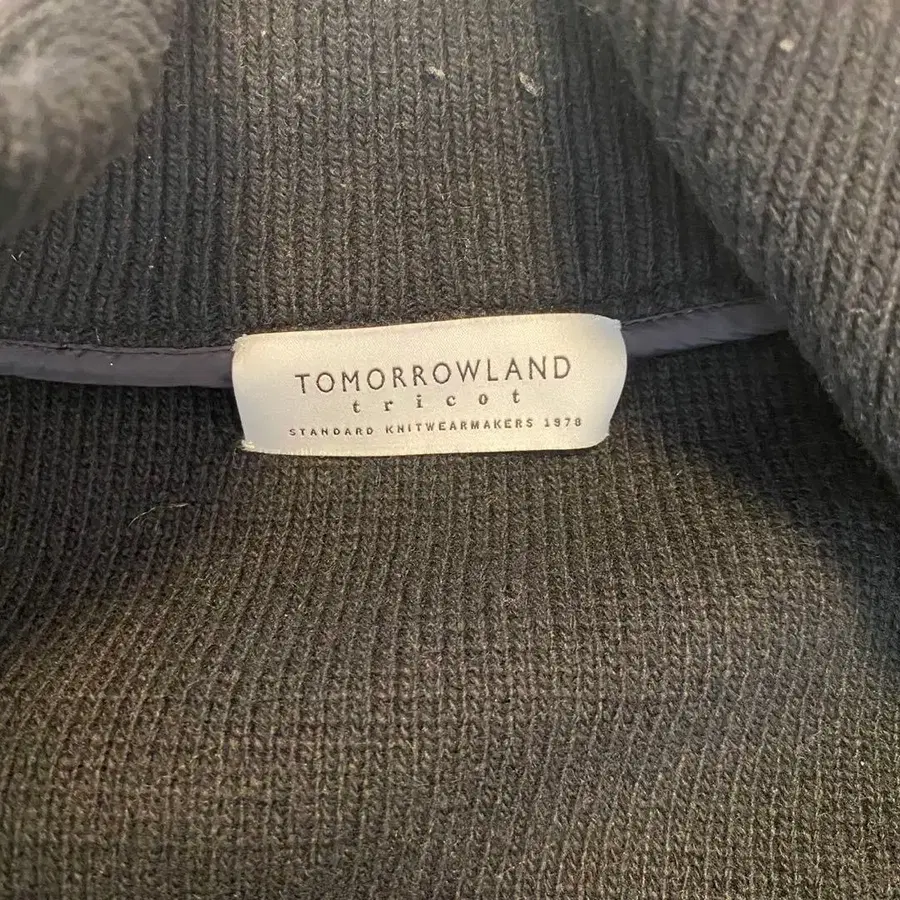 TOMORROWLAND
tricot
STANDARD KNITWEARMAKERS 1978